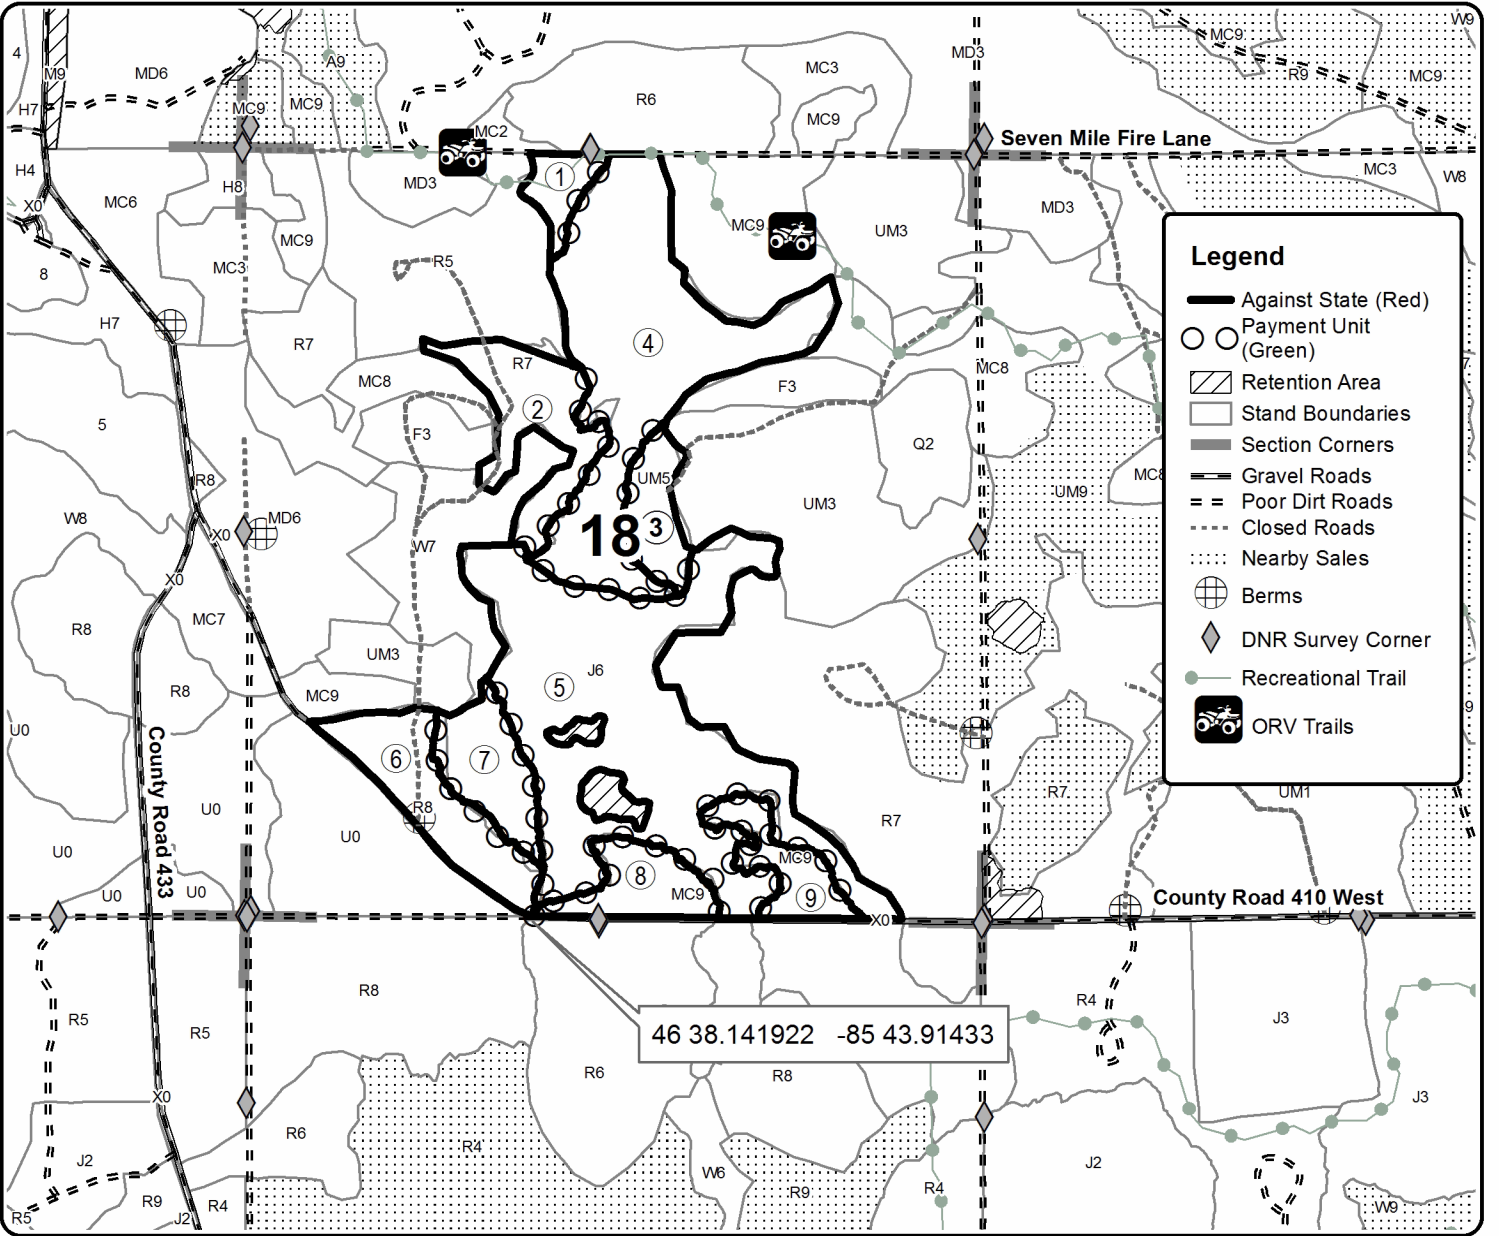 W9
4
M9
MD6
A9
MD3
MC9
MC3
R9
MC9
H7
MC9
MC9
R6
MC9
MC2
Seven Mile Fire Lane
H4
X0
MC6
H8
MD3
1
MC3
W8
MD3
MC9
MC9
UM3
8
MC3
R5
Legend
Against State (Red)
Payment Unit
(Green)
Retention Area
Stand Boundaries
Section Corners
Gravel Roads
Poor Dirt Roads
Closed Roads
Nearby Sales
Berms
DNR Survey Corner
Recreational Trail
ORV Trails
H7
R7
R7
4
MC8
7
MC8
F3
2
5
F3
Q2
R8
UM5
UM9
MC8
UM3
W8
X0
MD6
W7
18
3
X0
MC7
R8
UM3
J6
R8
MC9
5
9
U0
County Road 433
6
7
R7
UM1
U0
R8
U0
R7
U0
MC9
8
MC9
9
U0
U0
X0
County Road 410 West
R8
R4
R5
R5
J3
46 38.141922 -85 43.91433
R6
R8
X0
J3
R6
R4
J2
J2
W6
R9
R4
R9
R4
W9
R5
J2